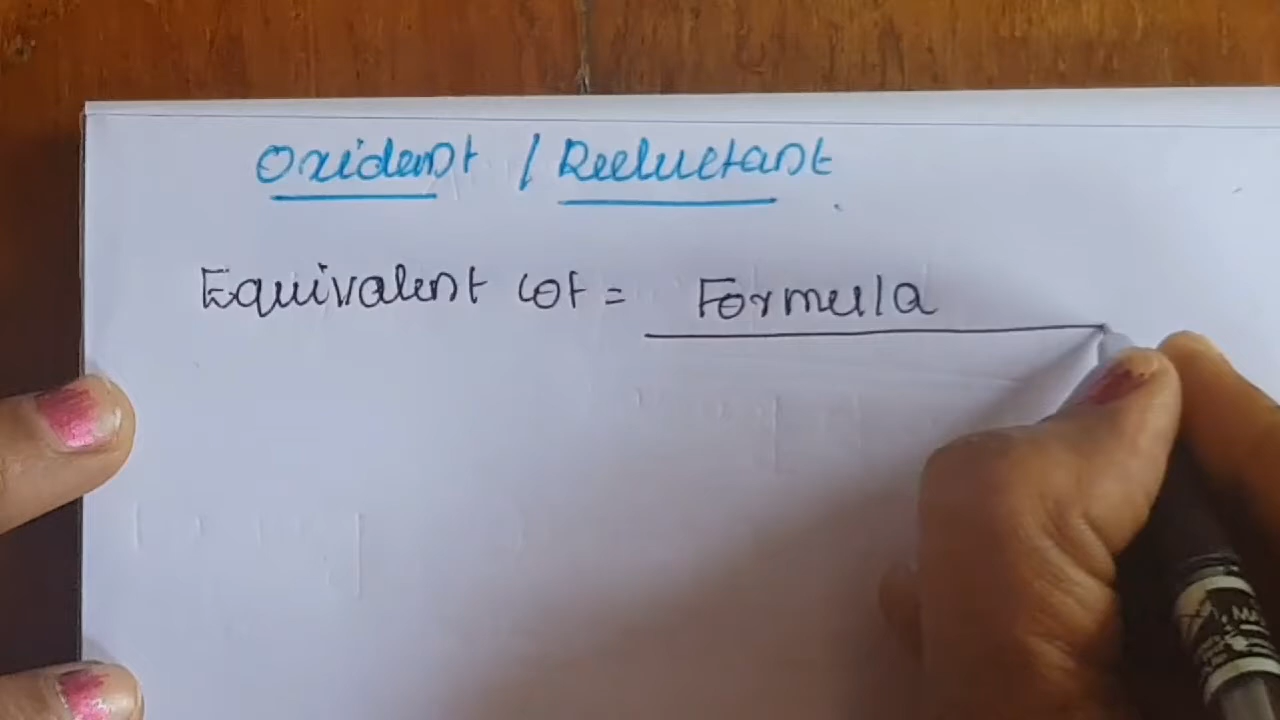 Oxident / Reeluctant
Equivalent wt = Formula